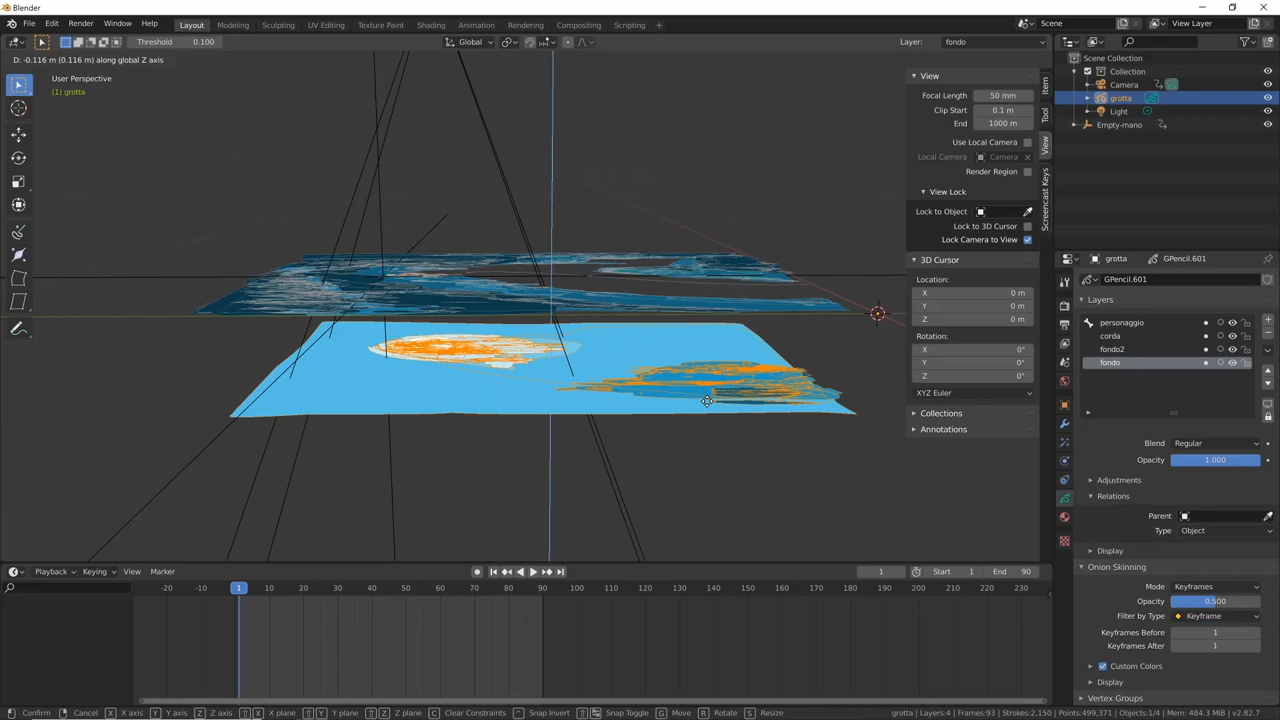 Blender
File Edit Render Window Help Layout Modeling Sculpting UV Editing Texture Paint Shading Animation Rendering Compositing Scripting + Scene View Layer
Threshold 0.100 Global Layer: fondo
D: -0.116 m (0.116 m) along global Z axis
User Perspective
(1) grotta
View
Focal Length 50 mm
Clip Start 0.1 m
End 1000 m
Use Local Camera
Local Camera Camera
Render Region
View Lock
Lock to Object
Lock to 3D Cursor
Lock Camera to View
3D Cursor
Location:
X 0 m
Y 0 m
Z 0 m
Rotation:
X 0°
Y 0°
Z 0°
XYZ Euler
Collections
Annotations
Item
Tool
View
Screencast Keys
Scene Collection
Collection
Camera
grotta
Light
Empty-mano
grotta GPencil.601
GPencil.601
Layers
personaggio
corda
fondo2
fondo
Blend Regular
Opacity 1.000
Adjustments
Relations
Parent
Type Object
Display
Onion Skinning
Mode Keyframes
Opacity 0.500
Filter by Type Keyframe
Keyframes Before 1
Keyframes After 1
Custom Colors
Display
Vertex Groups
Playback Keying View Marker 1 Start 1 End 90
-20 -10 1 10 20 30 40 50 60 70 80 90 100 110 120 130 140 150 160 170 180 190 200 210 220 230
Confirm Cancel X X axis Y Y axis Z Z axis X X plane Y Y plane Z Z plane C Clear Constraints Snap Invert Snap Toggle G Move R Rotate S Resize grotta | Layers:4 | Frames:93 | Strokes:2,150 | Points:499,371 | Objects:1/4 | Mem: 484.3 MiB | v2.82.7